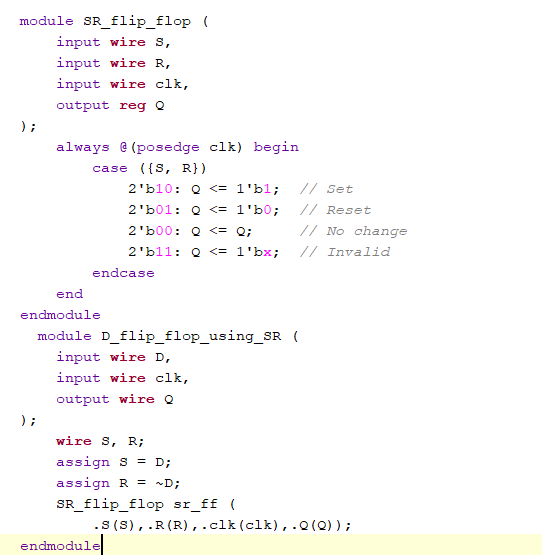 module SR_flip_flop (
    input wire S,
    input wire R,
    input wire clk,
    output reg Q
);
    always @(posedge clk) begin
        case ({S, R})
            2'b10: Q <= 1'b1;  // Set
            2'b01: Q <= 1'b0;  // Reset
            2'b00: Q <= Q;     // No change
            2'b11: Q <= 1'bx;  // Invalid
        endcase
    end
endmodule
  module D_flip_flop_using_SR (
    input wire D,
    input wire clk,
    output wire Q
);
    wire S, R;
    assign S = D;
    assign R = ~D;
    SR_flip_flop sr_ff (
        .S(S),.R(R),.clk(clk),.Q(Q));
endmodule